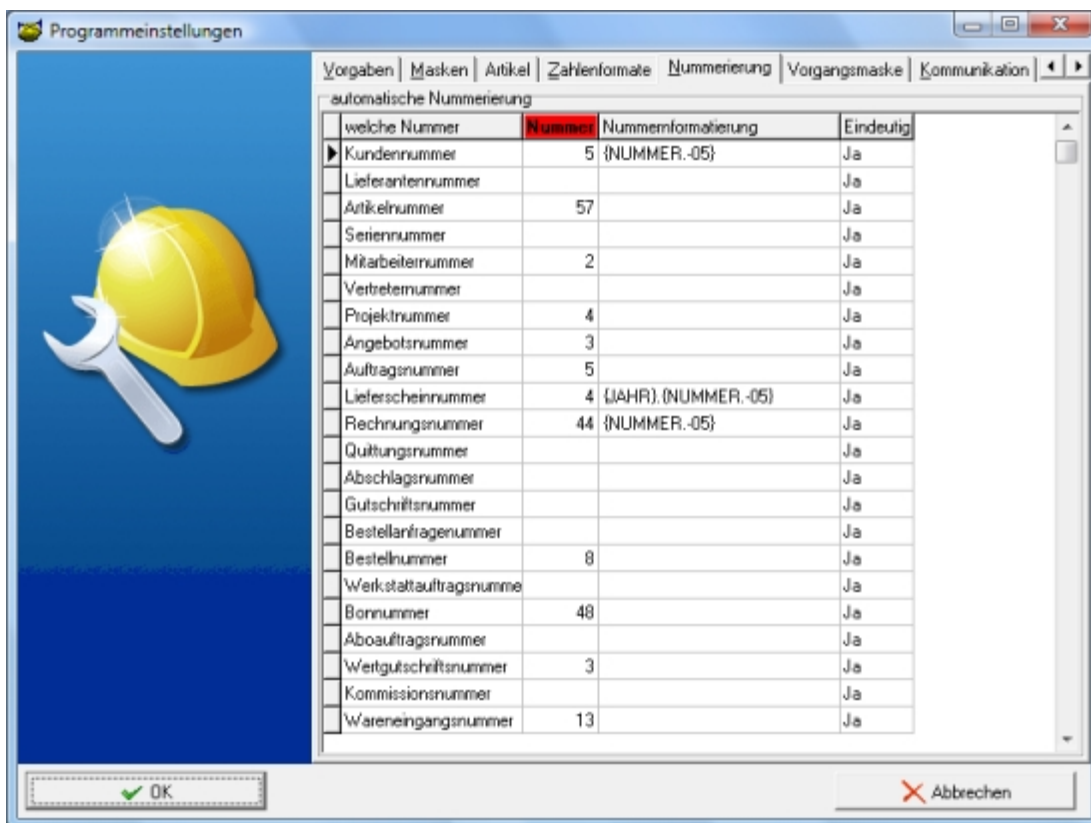 Programmeinstellungen
Vorgaben Masken Artikel Zahlenformate Nummerierung Vorgangsmaske Kommunikation
automatische Nummerierung
welche Nummer Nummer Nummernformatierung Eindeutig
Kundennummer 5 {NUMMER.-05} Ja
Lieferantennummer Ja
Artikelnummer 57 Ja
Seriennummer Ja
Mitarbeiternummer 2 Ja
Vertreternummer Ja
Projektnummer 4 Ja
Angebotsnummer 3 Ja
Auftragsnummer 5 Ja
Lieferscheinnummer 4 {JAHR}.{NUMMER.-05} Ja
Rechnungsnummer 44 {NUMMER.-05} Ja
Quittungsnummer Ja
Abschlagsnummer Ja
Gutschriftsnummer Ja
Bestellanfragenummer Ja
Bestellnummer 8 Ja
Werkstattauftragsnumme Ja
Bonnummer 48 Ja
Aboauftragsnummer Ja
Wertgutschriftsnummer 3 Ja
Kommissionsnummer Ja
Wareneingangsnummer 13 Ja
OK Abbrechen